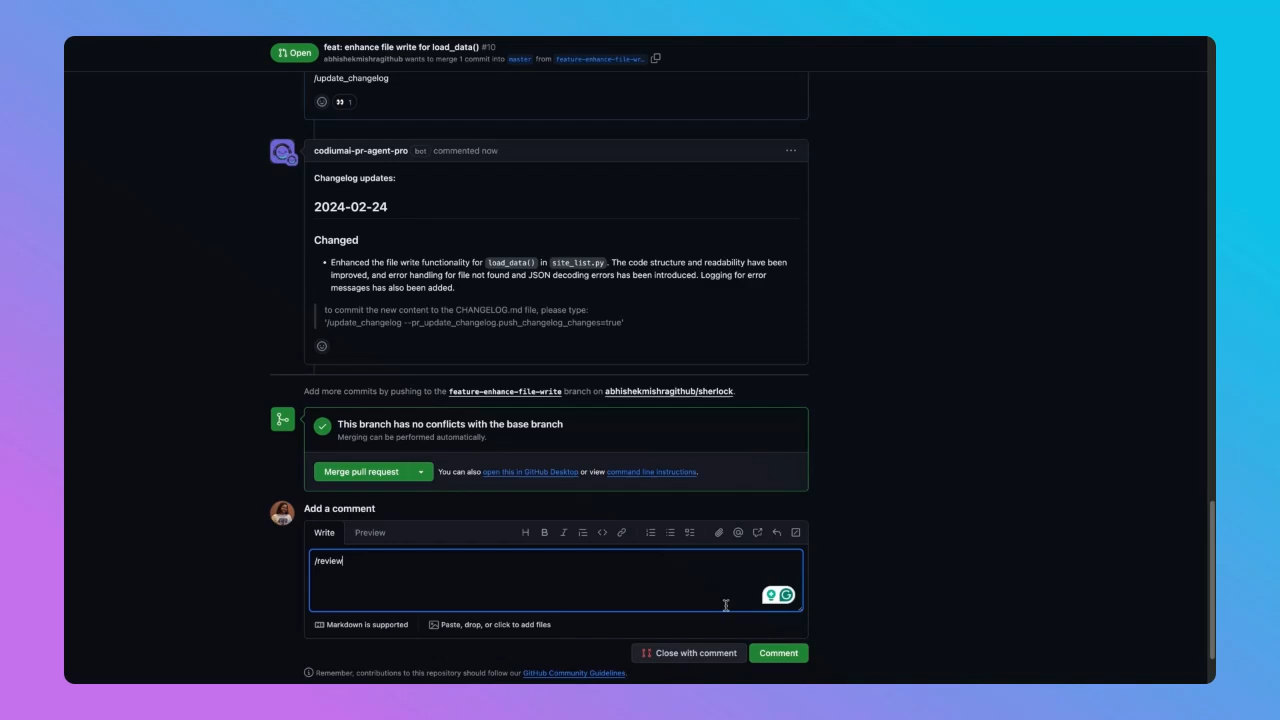 Open
feat: enhance file write for load_data() #10
abhishekmishragithub wants to merge 1 commit into master from feature-enhance-file-wr…
/update_changelog
1
codiumai-pr-agent-pro bot commented now
Changelog updates:
2024-02-24
Changed
• Enhanced the file write functionality for load_data() in site_list.py. The code structure and readability have been
improved, and error handling for file not found and JSON decoding errors has been introduced. Logging for error
messages has also been added.
to commit the new content to the CHANGELOG.md file, please type:
'/update_changelog --pr_update_changelog.push_changelog_changes=true'
Add more commits by pushing to the feature-enhance-file-write branch on abhishekmishragithub/sherlock.
This branch has no conflicts with the base branch
Merging can be performed automatically.
Merge pull request
You can also open this in GitHub Desktop or view command line instructions.
Add a comment
Write Preview
/review
Markdown is supported
Paste, drop, or click to add files
Close with comment
Comment
Remember, contributions to this repository should follow our GitHub Community Guidelines.